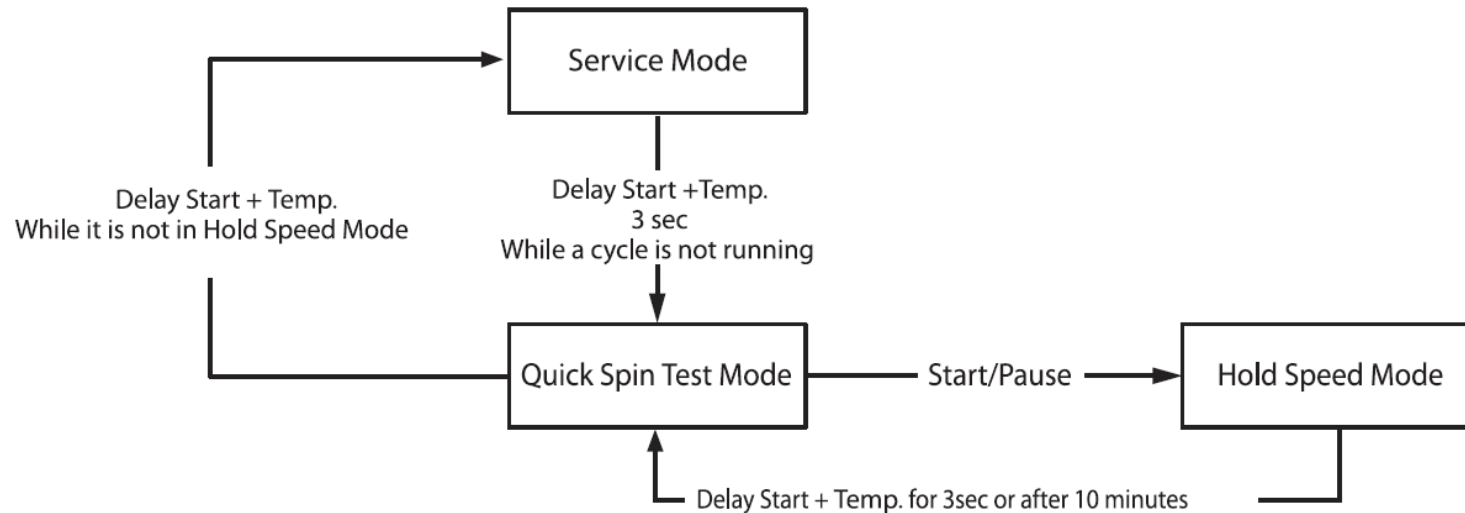 Service Mode
Delay Start + Temp.
While it is not in Hold Speed Mode
Delay Start +Temp.
3 sec
While a cycle is not running
Quick Spin Test Mode
Start/Pause
Hold Speed Mode
Delay Start + Temp. for 3sec or after 10 minutes